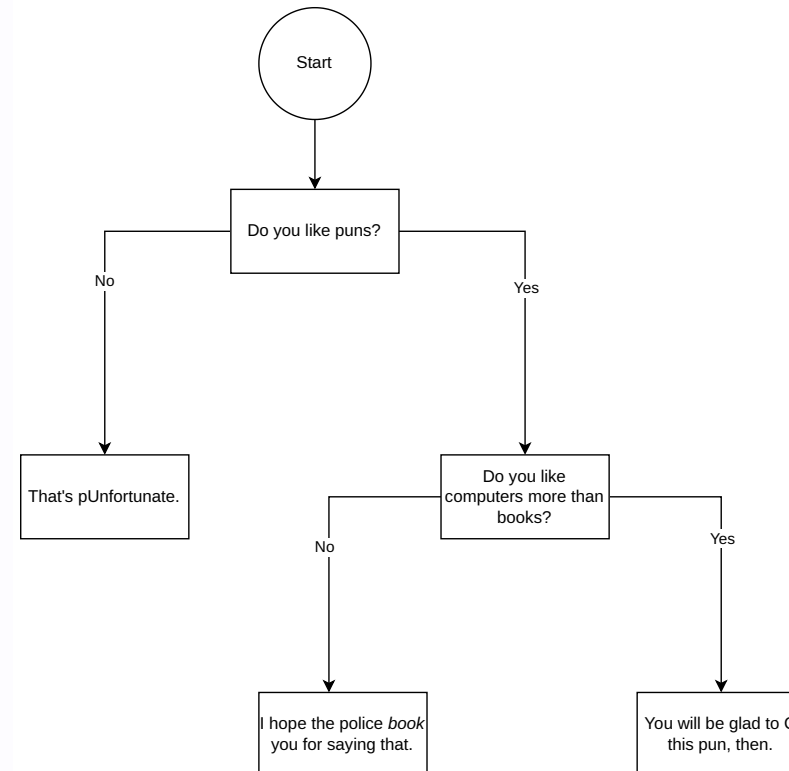 Start
Do you like puns?
No
Yes
That's pUnfortunate.
Do you like
computers more than
books?
No
Yes
I hope the police book
you for saying that.
You will be glad to
this pun, then.